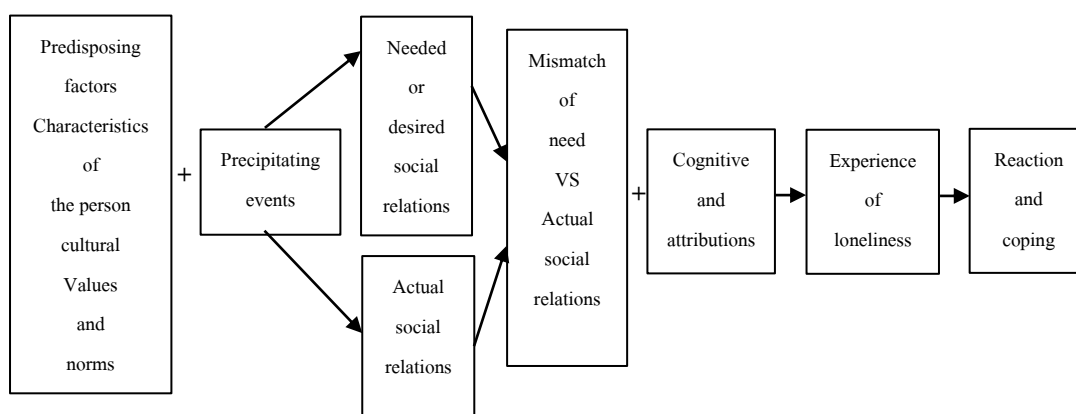 Predisposing
factors
Characteristics
of
the person
cultural
Values
and
norms
+
Precipitating
events
Needed
or
desired
social
relations
Actual
social
relations
Mismatch
of
need
VS
Actual
social
relations
+
Cognitive
and
attributions
Experience
of
loneliness
Reaction
and
coping